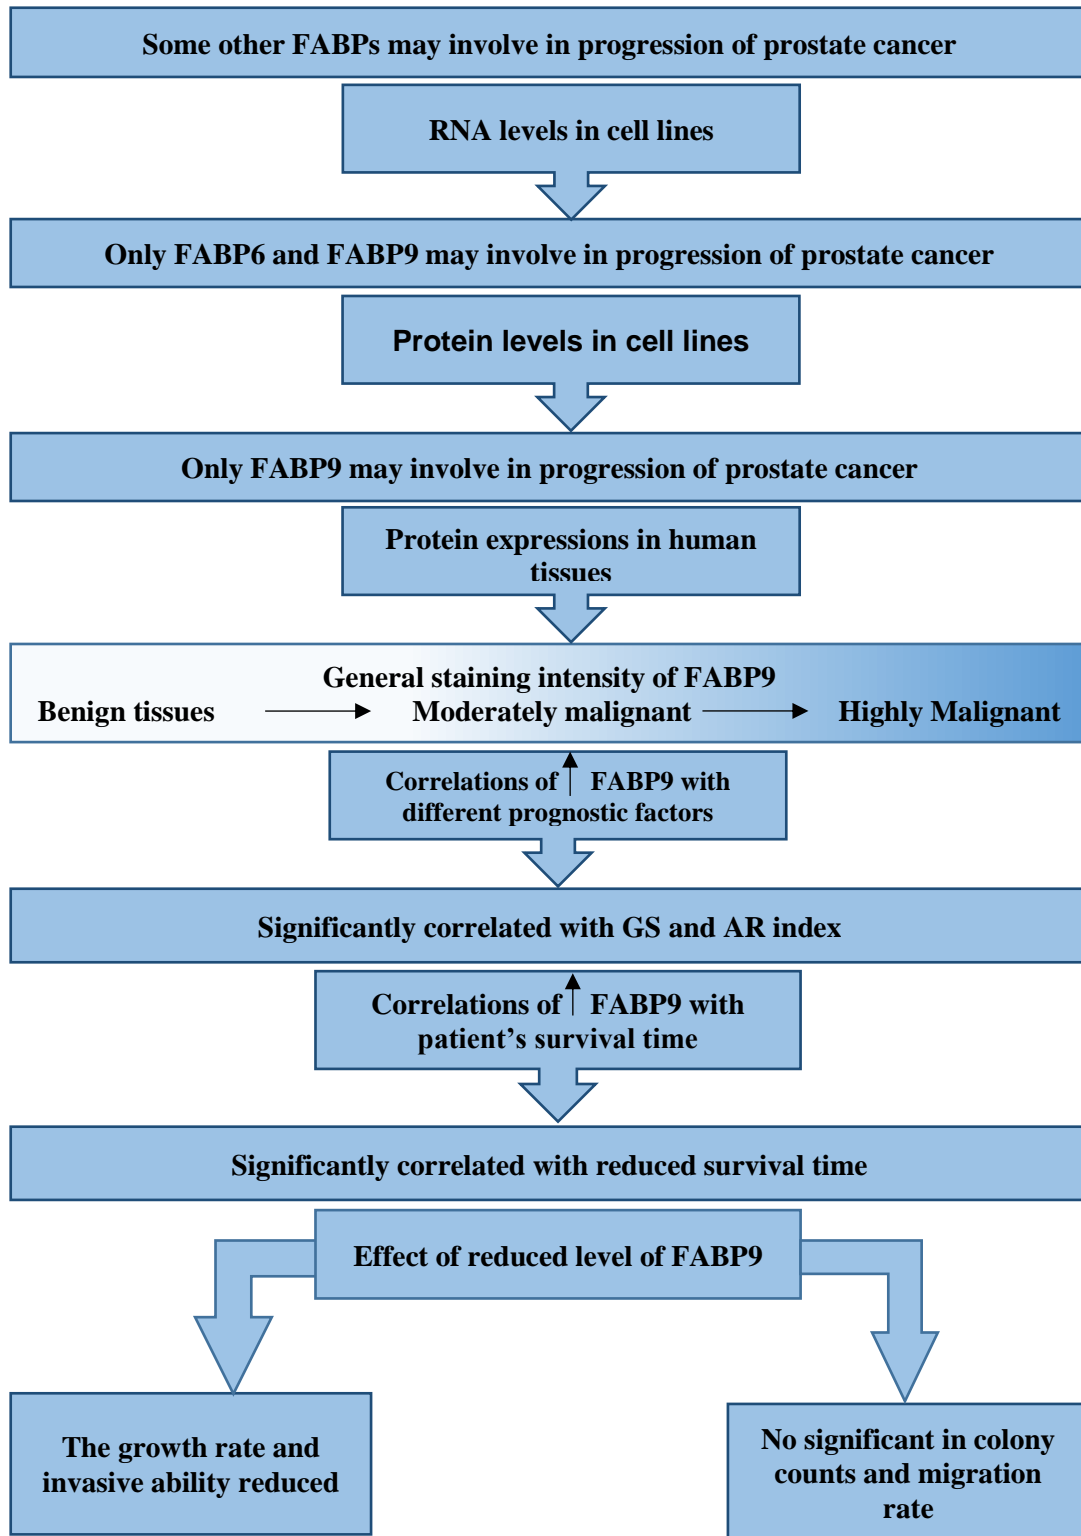 Some other FABPs may involve in progression of prostate cancer
RNA levels in cell lines
Only FABP6 and FABP9 may involve in progression of prostate cancer
Protein levels in cell lines
Only FABP9 may involve in progression of prostate cancer
Protein expressions in human
tissues
General staining intensity of FABP9
Benign tissues Moderately malignant Highly Malignant
Correlations of FABP9 with
different prognostic factors
Significantly correlated with GS and AR index
Correlations of FABP9 with
patient’s survival time
Significantly correlated with reduced survival time
Effect of reduced level of FABP9
The growth rate and
invasive ability reduced
No significant in colony
counts and migration
rate